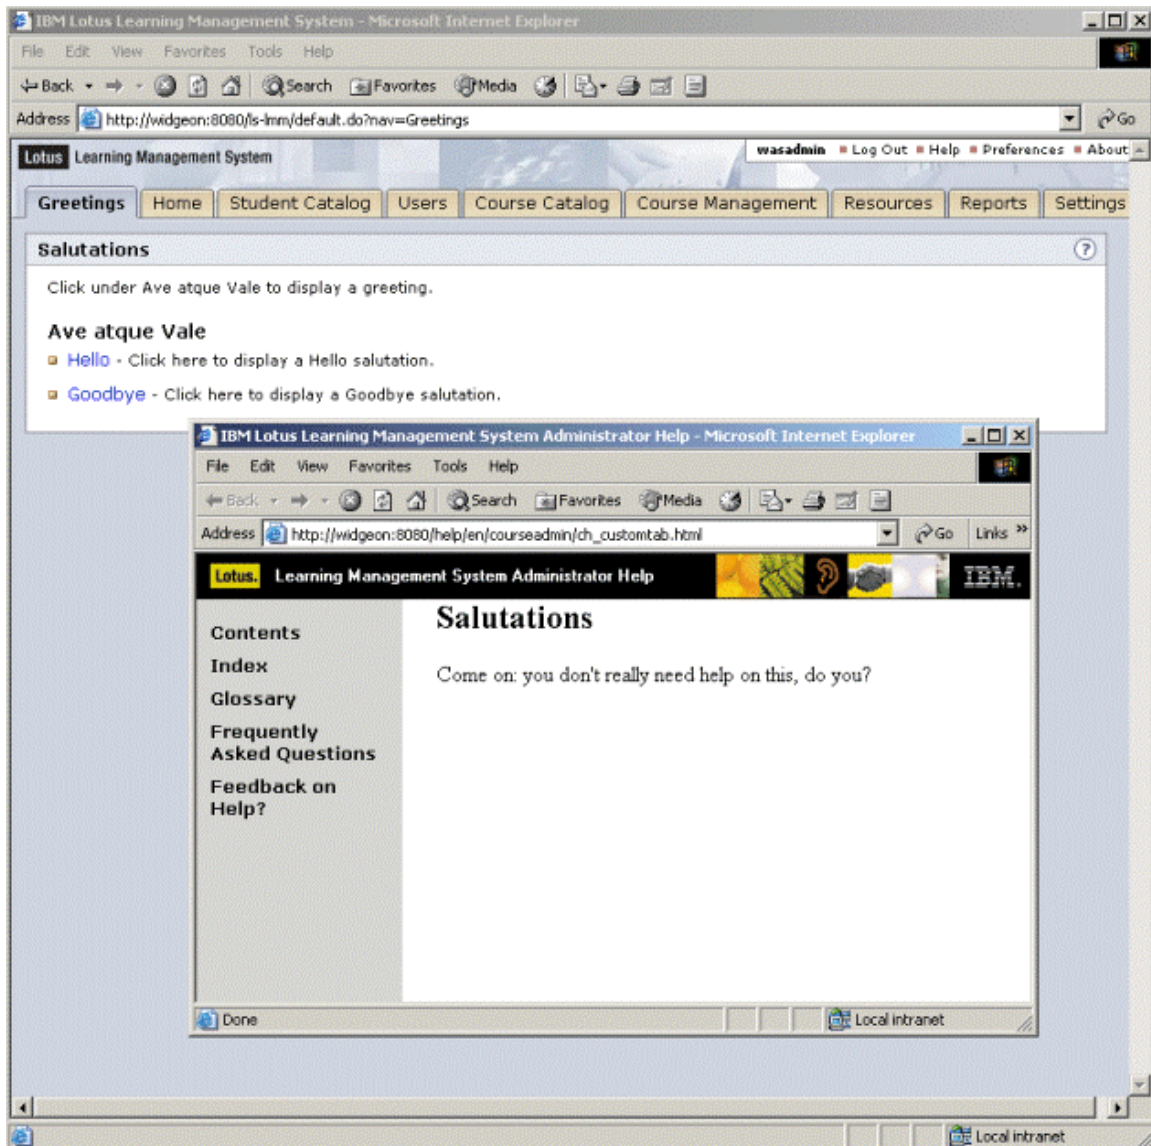 IBM Lotus Learning Management System - Microsoft Internet Explorer
File Edit View Favorites Tools Help
Back Search Favorites Media
Address http://widgeon:8080/ls-lmm/default.do?nav=Greetings Go
Lotus Learning Management System wasadmin Log Out Help Preferences About
Greetings Home Student Catalog Users Course Catalog Course Management Resources Reports Settings
Salutations ?
Click under Ave atque Vale to display a greeting.
Ave atque Vale
Hello - Click here to display a Hello salutation.
Goodbye - Click here to display a Goodbye salutation.
IBM Lotus Learning Management System Administrator Help - Microsoft Internet Explorer
File Edit View Favorites Tools Help
Back Search Favorites Media
Address http://widgeon:8080/help/en/courseadmin/ch_customtab.html Go Links »
Lotus. Learning Management System Administrator Help IBM.
Salutations
Come on: you don't really need help on this, do you?
Contents
Index
Glossary
Frequently
Asked Questions
Feedback on
Help?
Done Local intranet
Local intranet